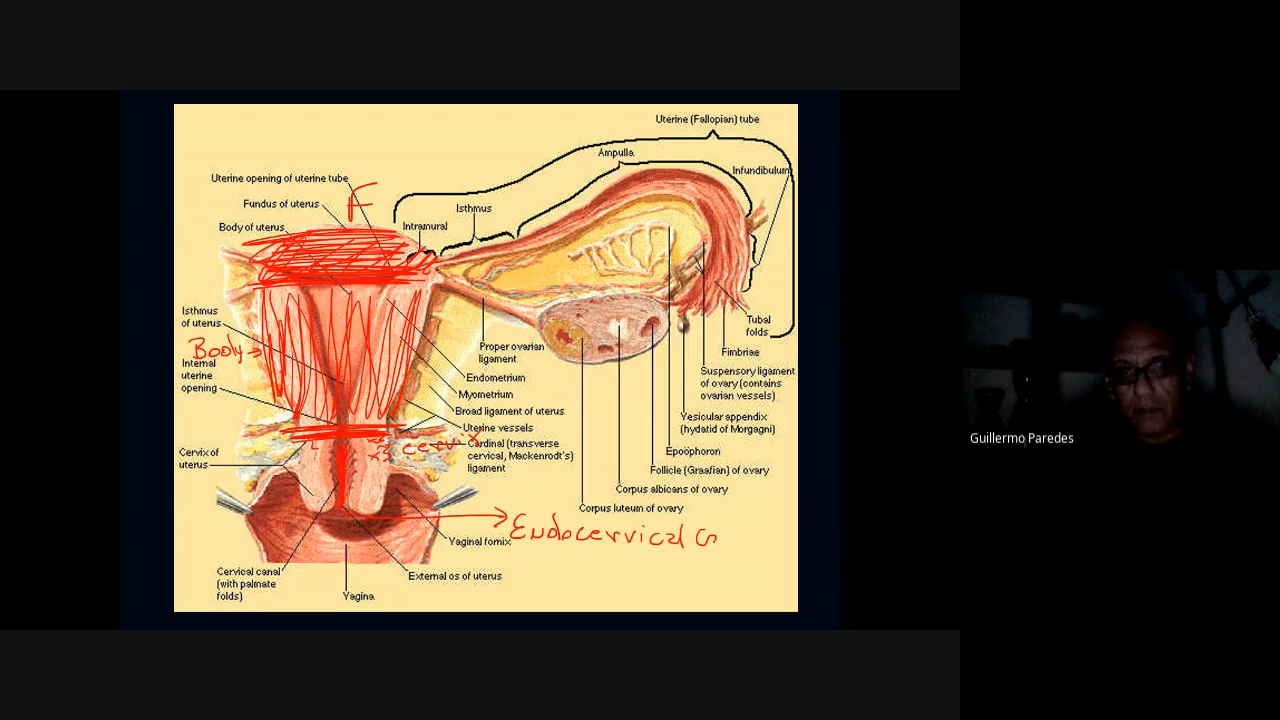 Uterine (Fallopian) tube
Ampulla
Infundibulum
Uterine opening of uterine tube
F
Fundus of uterus
Isthmus
Body of uterus
Intramural
Isthmus
of uterus
Body
Internal
uterine
opening
Proper ovarian
ligament
Tubal
folds
Fimbriae
Endometrium
Suspensory ligament
of ovary (contains
ovarian vessels)
Myometrium
Broad ligament of uterus
Yesicular appendix
(hydatid of Morgagni)
Uterine vessels
cervix
Cardinal (transverse
cervical, Mackenrodt's)
ligament
Epoöphoron
Cervix of
uterus
Follicle (Graafian) of ovary
Corpus albicans of ovary
Corpus luteum of ovary
Endocervical C
Yaginal fornix
Cervical canal
(with palmate
folds)
External os of uterus
Yagina
Guillermo Paredes